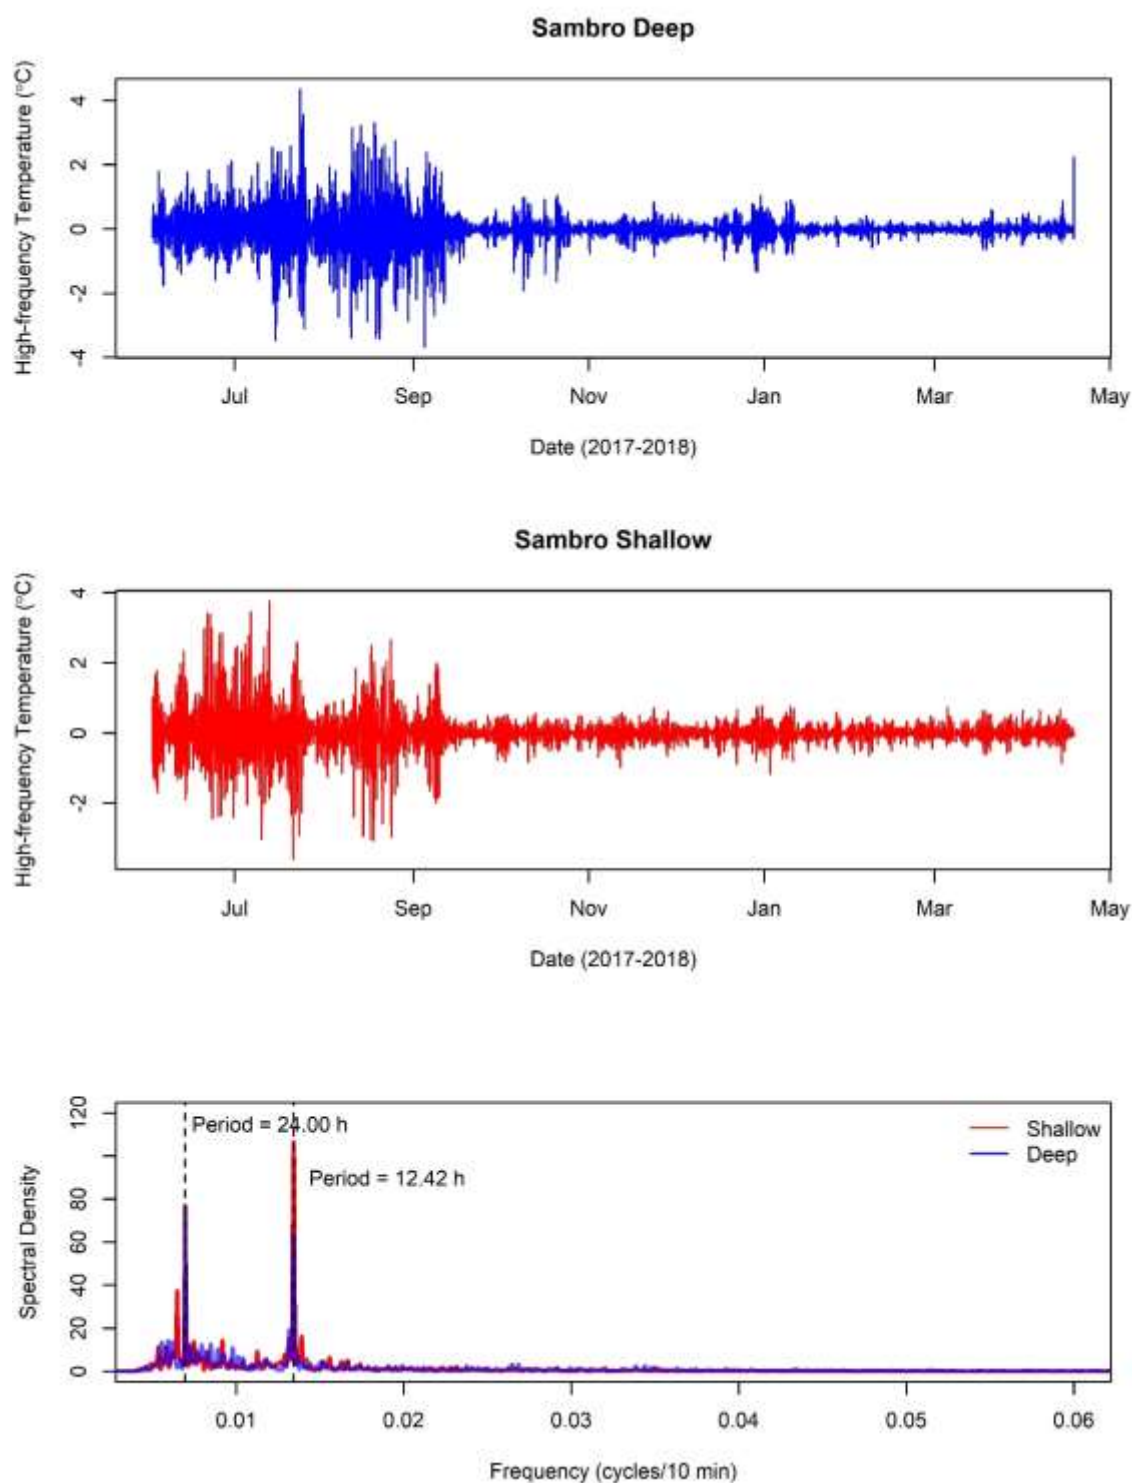 Sambro Deep
High-frequency Temperature (°C)
4
2
0
-2
-4
Jul Sep Nov Jan Mar May
Date (2017-2018)
Sambro Shallow
High-frequency Temperature (°C)
4
2
0
-2
Jul Sep Nov Jan Mar May
Date (2017-2018)
Spectral Density
120
80
60
40
20
0
Period = 24.00 h
Period = 12.42 h
Shallow
Deep
0.01 0.02 0.03 0.04 0.05 0.06
Frequency (cycles/10 min)